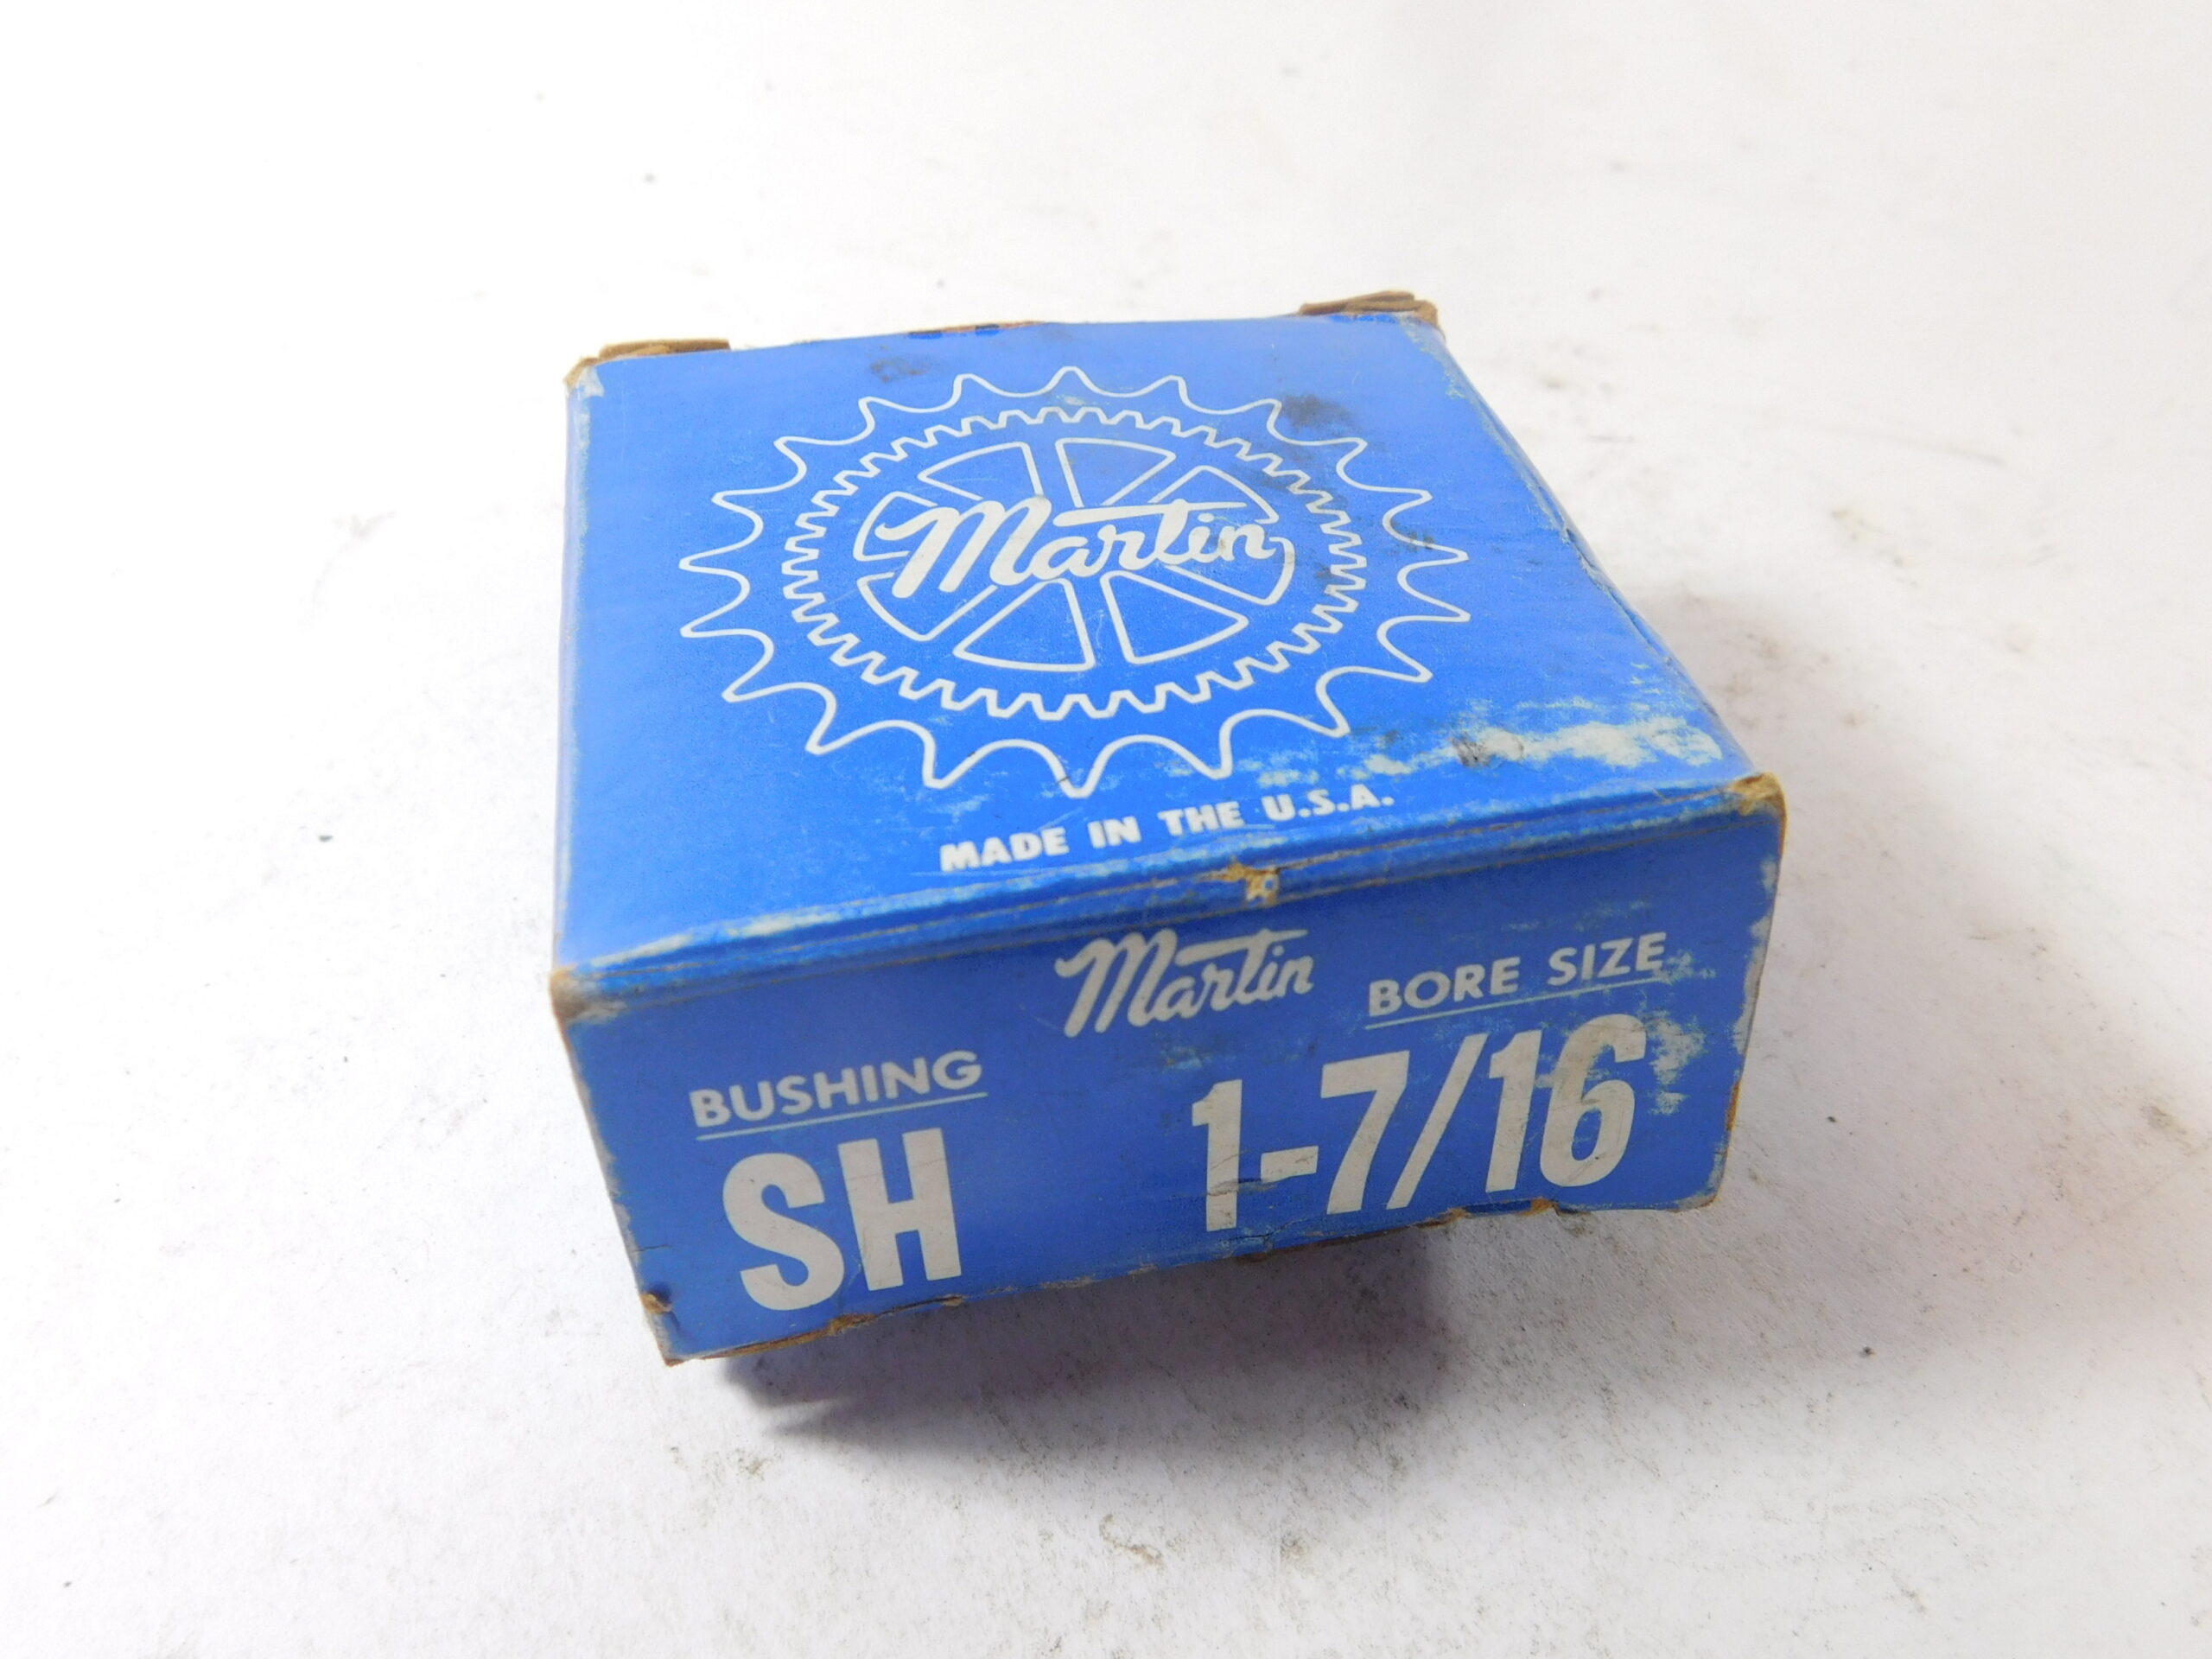 Martin
MADE IN THE U.S.A.
Martin
BUSHING
SH
BORE SIZE
1-7/16